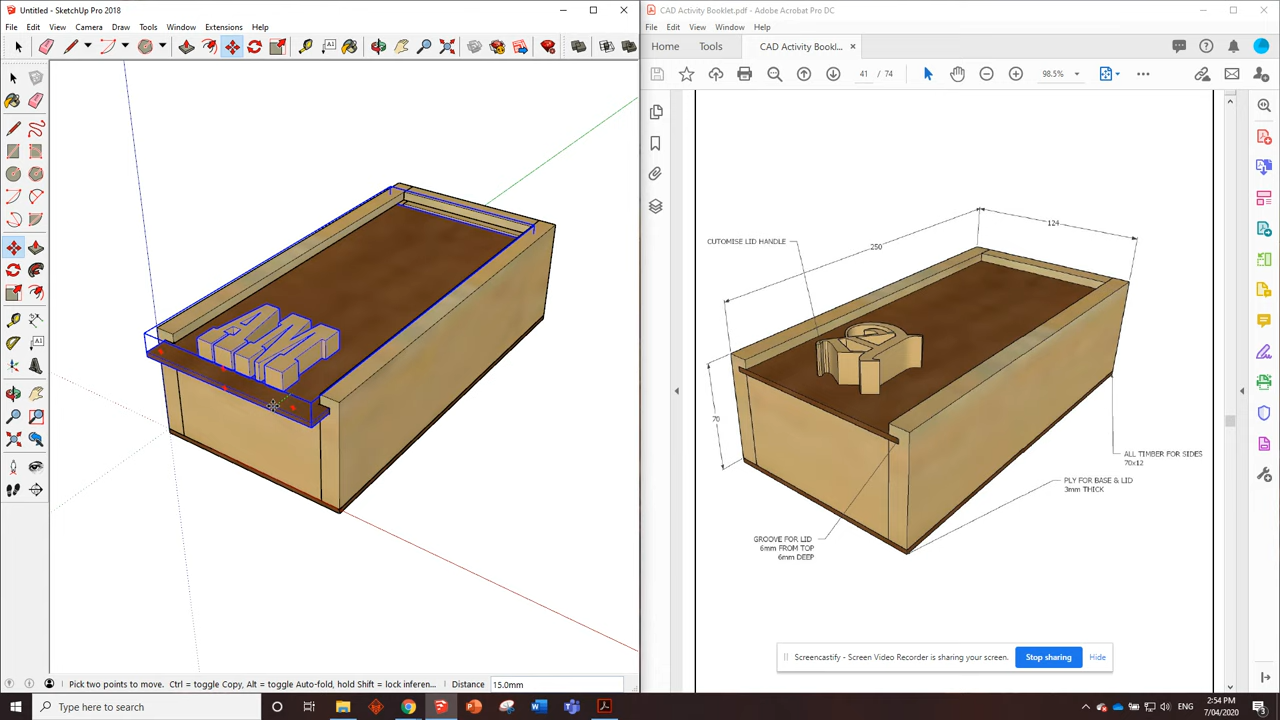 Untitled - SketchUp Pro 2018
File Edit View Camera Draw Tools Window Extensions Help
Pick two points to move. Ctrl = toggle Copy, Alt = toggle Auto-fold, hold Shift = lock inferen... Distance 15.0mm
CAD Activity Booklet.pdf - Adobe Acrobat Pro DC
File Edit View Window Help
Home Tools CAD Activity Bookl...
41 / 74 98.5%
124
CUTOMISE LID HANDLE
250
70
ALL TIMBER FOR SIDES
70x12
PLY FOR BASE & LID
3mm THICK
GROOVE FOR LID
6mm FROM TOP
6mm DEEP
Screencastify - Screen Video Recorder is sharing your screen. Stop sharing Hide
Type here to search
ENG
2:54 PM
7/04/2020